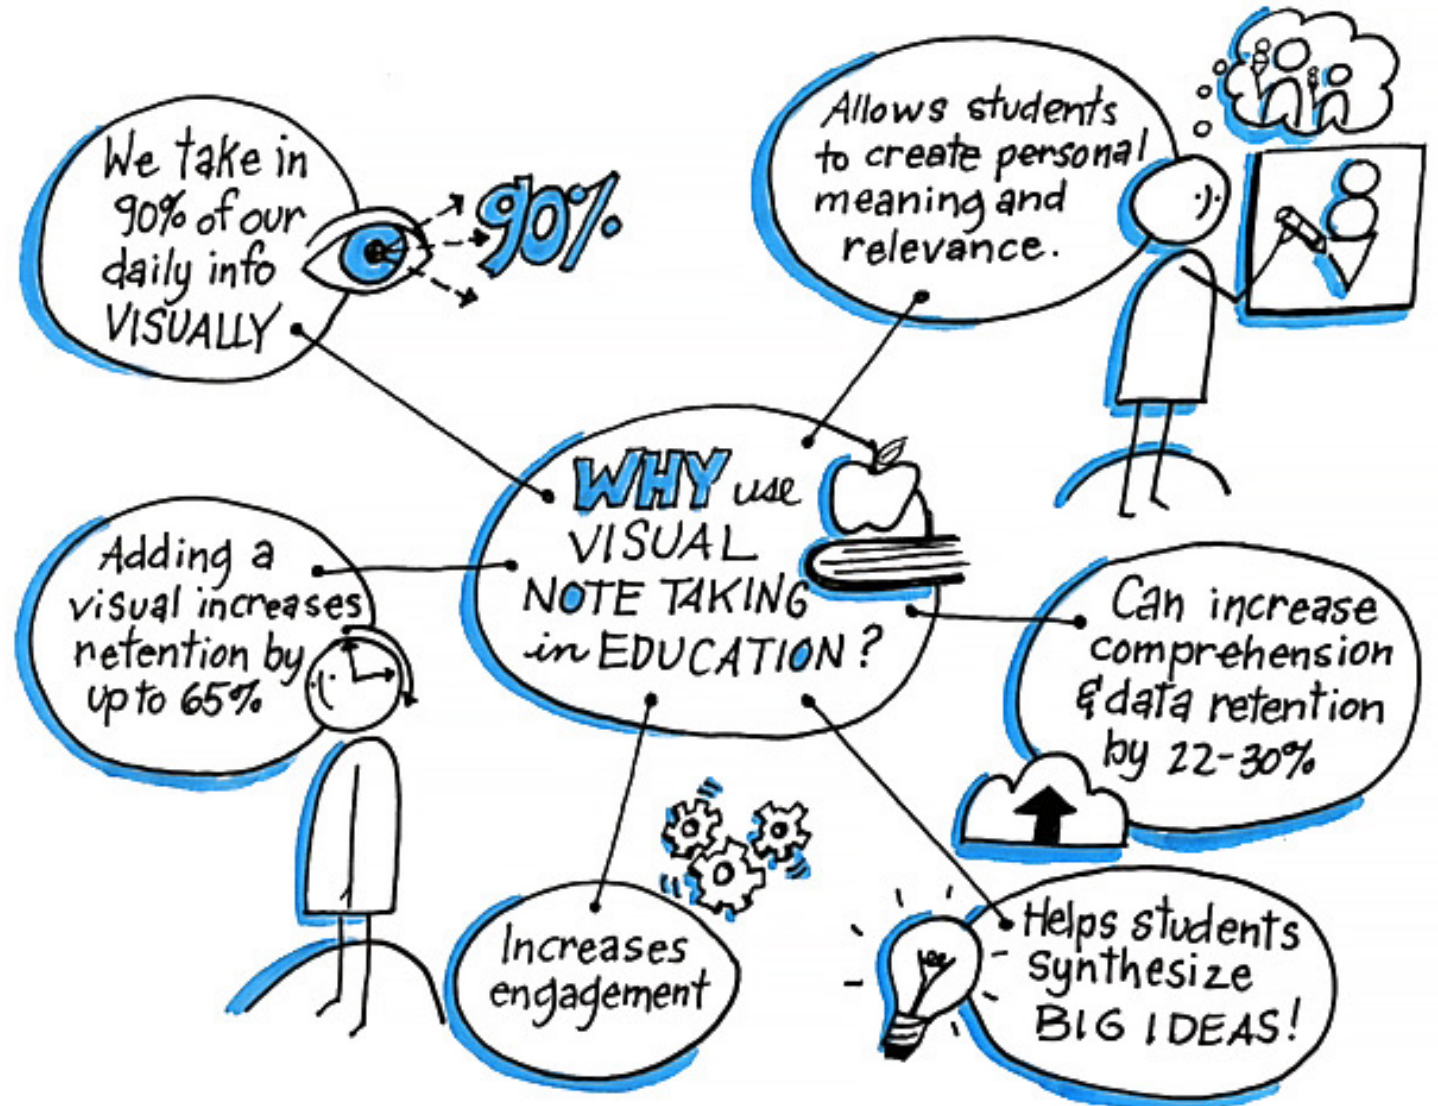 We take in
90% of our
daily info
VISUALLY
90%
Allows students
to create personal
meaning and
relevance.
WHY use
VISUAL
NOTE TAKING
in EDUCATION?
Adding a
visual increases
retention by
up to 65%
Can increase
comprehension
& data retention
by 22-30%
Increases
engagement
Helps students
synthesize
BIG IDEAS!